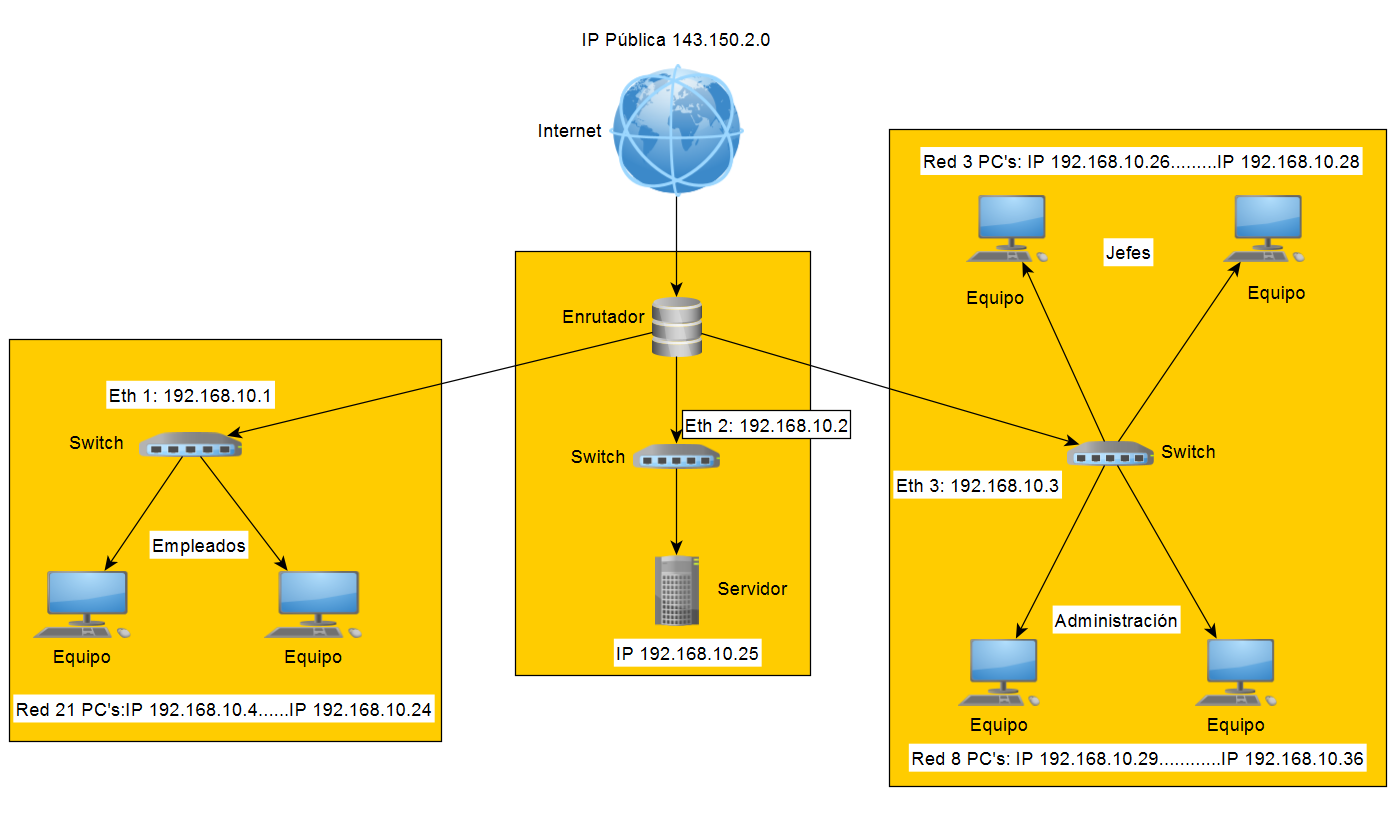 IP Pública 143.150.2.0
Internet
Enrutador
Eth 1: 192.168.10.1
Switch
Empleados
Equipo
Equipo
Red 21 PC's:IP 192.168.10.4......IP 192.168.10.24
Eth 2: 192.168.10.2
Switch
Servidor
IP 192.168.10.25
Red 3 PC's: IP 192.168.10.26.........IP 192.168.10.28
Jefes
Equipo
Equipo
Switch
Eth 3: 192.168.10.3
Administración
Equipo
Equipo
Red 8 PC's: IP 192.168.10.29............IP 192.168.10.36